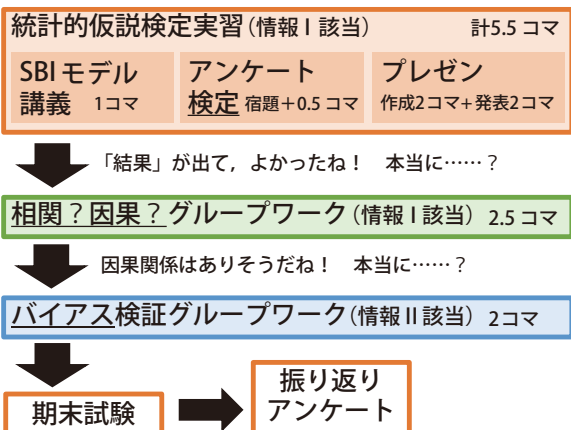 統計的仮説検定実習(情報Ⅰ該当) 計5.5 コマ
SBI モデル
講義 1コマ
アンケート
検定 宿題+0.5 コマ
プレゼン
作成2コマ+発表2コマ
「結果」が出て，よかったね！ 本当に……？
相関？因果？グループワーク(情報Ⅰ該当) 2.5 コマ
因果関係はありそうだね！ 本当に……？
バイアス検証グループワーク(情報Ⅱ該当) 2コマ
期末試験
振り返り
アンケート